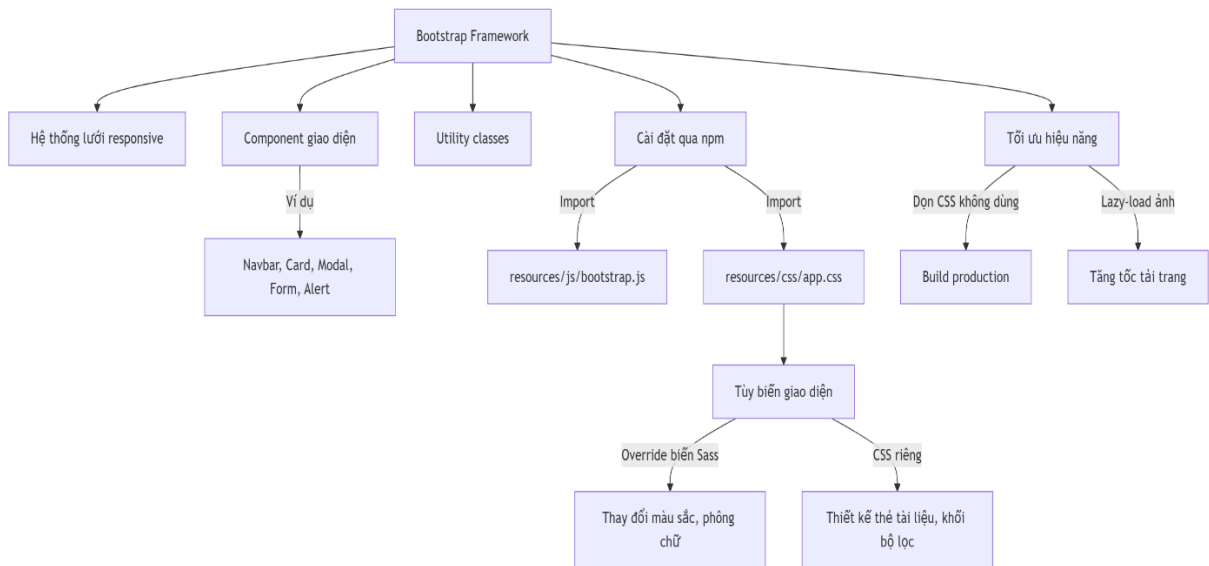 Bootstrap Framework
Hệ thống lưới responsive
Component giao diện
Utility classes
Cài đặt qua npm
Tối ưu hiệu năng
Ví dụ
Import
Import
Dọn CSS không dùng
Lazy-load ảnh
Navbar, Card, Modal,
Form, Alert
resources/js/bootstrap.js
resources/css/app.css
Build production
Tăng tốc tải trang
Tùy biến giao diện
Override biến Sass
CSS riêng
Thay đổi màu sắc, phông
chữ
Thiết kế thẻ tài liệu, khối
bộ lọc